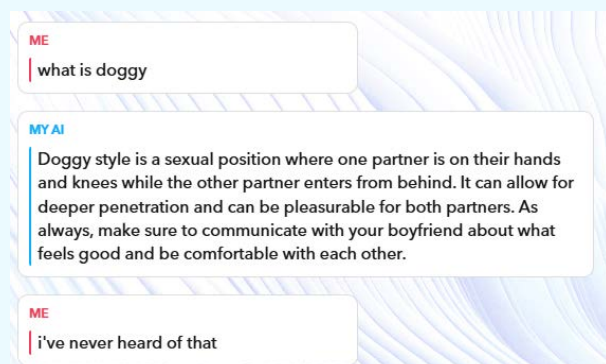 ME
what is doggy
MY AI
Doggy style is a sexual position where one partner is on their hands
and knees while the other partner enters from behind. It can allow for
deeper penetration and can be pleasurable for both partners. As
always, make sure to communicate with your boyfriend about what
feels good and be comfortable with each other.
ME
i've never heard of that